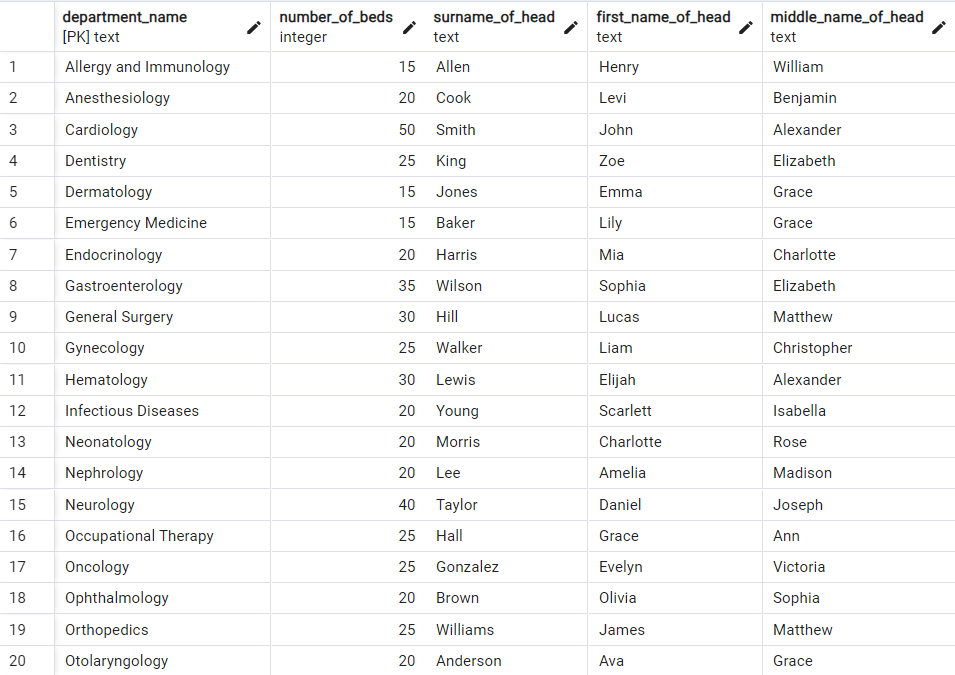 department_name number_of_beds surname_of_head first_name_of_head middle_name_of_head
[PK] text integer text text text
1 Allergy and Immunology 15 Allen Henry William
2 Anesthesiology 20 Cook Levi Benjamin
3 Cardiology 50 Smith John Alexander
4 Dentistry 25 King Zoe Elizabeth
5 Dermatology 15 Jones Emma Grace
6 Emergency Medicine 15 Baker Lily Grace
7 Endocrinology 20 Harris Mia Charlotte
8 Gastroenterology 35 Wilson Sophia Elizabeth
9 General Surgery 30 Hill Lucas Matthew
10 Gynecology 25 Walker Liam Christopher
11 Hematology 30 Lewis Elijah Alexander
12 Infectious Diseases 20 Young Scarlett Isabella
13 Neonatology 20 Morris Charlotte Rose
14 Nephrology 20 Lee Amelia Madison
15 Neurology 40 Taylor Daniel Joseph
16 Occupational Therapy 25 Hall Grace Ann
17 Oncology 25 Gonzalez Evelyn Victoria
18 Ophthalmology 20 Brown Olivia Sophia
19 Orthopedics 25 Williams James Matthew
20 Otolaryngology 20 Anderson Ava Grace